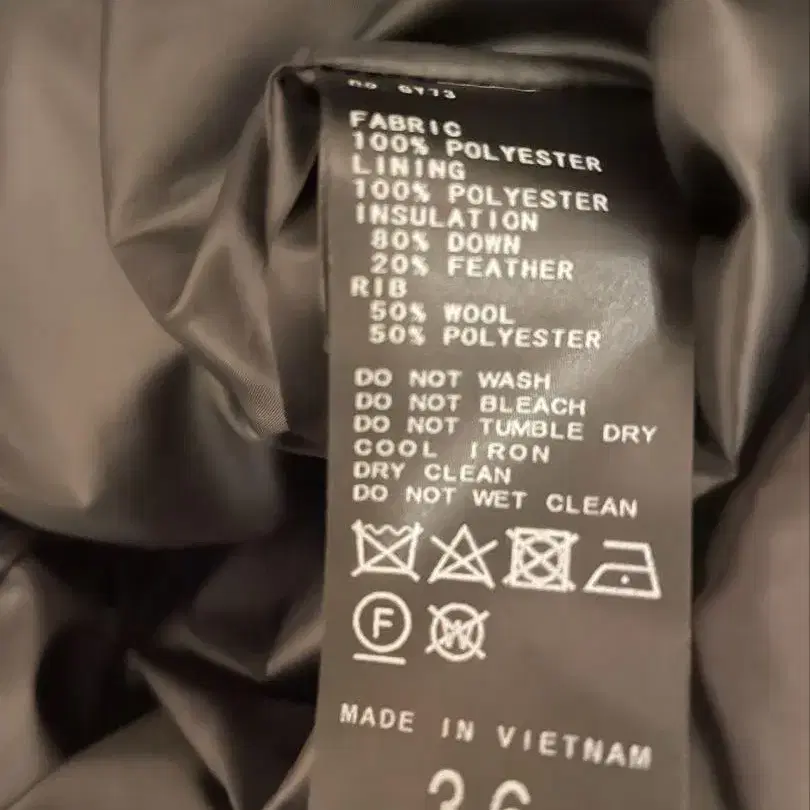 FABRIC
100% POLYESTER
LINING
100% POLYESTER
INSULATION
80% DOWN
20% FEATHER
RIB
50% WOOL
50% POLYESTER
DO NOT WASH
DO NOT BLEACH
DO NOT TUMBLE DRY
COOL IRON
DRY CLEAN
DO NOT WET CLEAN
F W
MADE IN VIETNAM
36